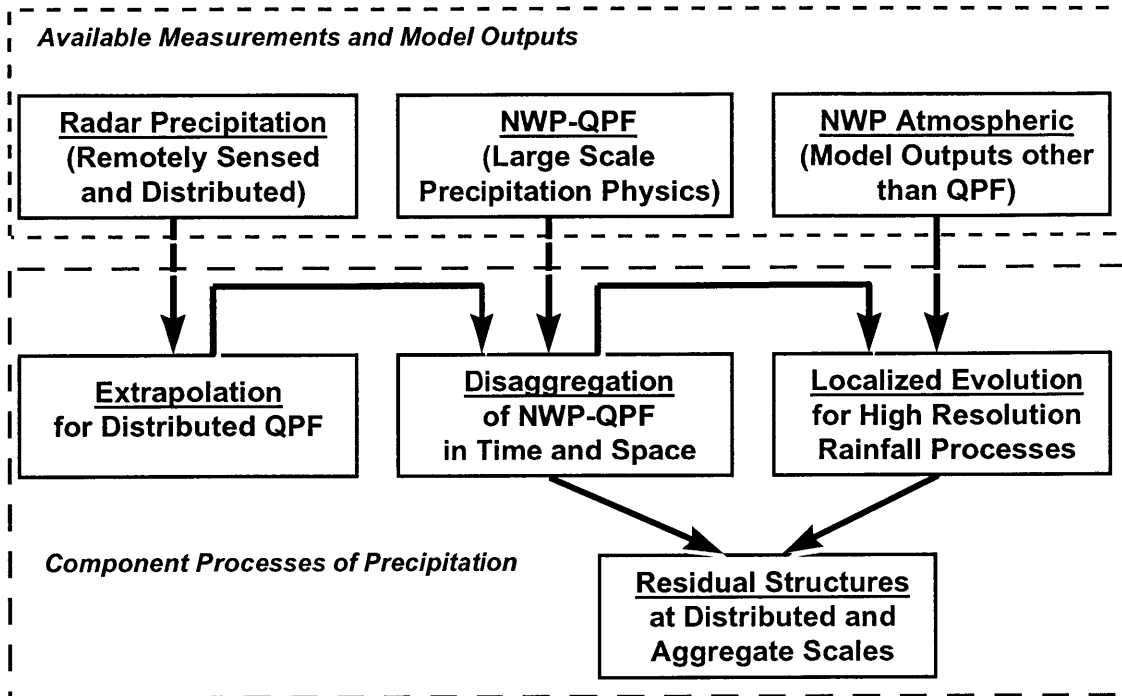 Available Measurements and Model Outputs
Radar Precipitation
(Remotely Sensed
and Distributed)
NWP-QPF
(Large Scale
Precipitation Physics)
NWP Atmospheric
(Model Outputs other
than QPF)
Extrapolation
for Distributed QPF
Disaggregation
of NWP-QPF
in Time and Space
Localized Evolution
for High Resolution
Rainfall Processes
Component Processes of Precipitation
Residual Structures
at Distributed and
Aggregate Scales